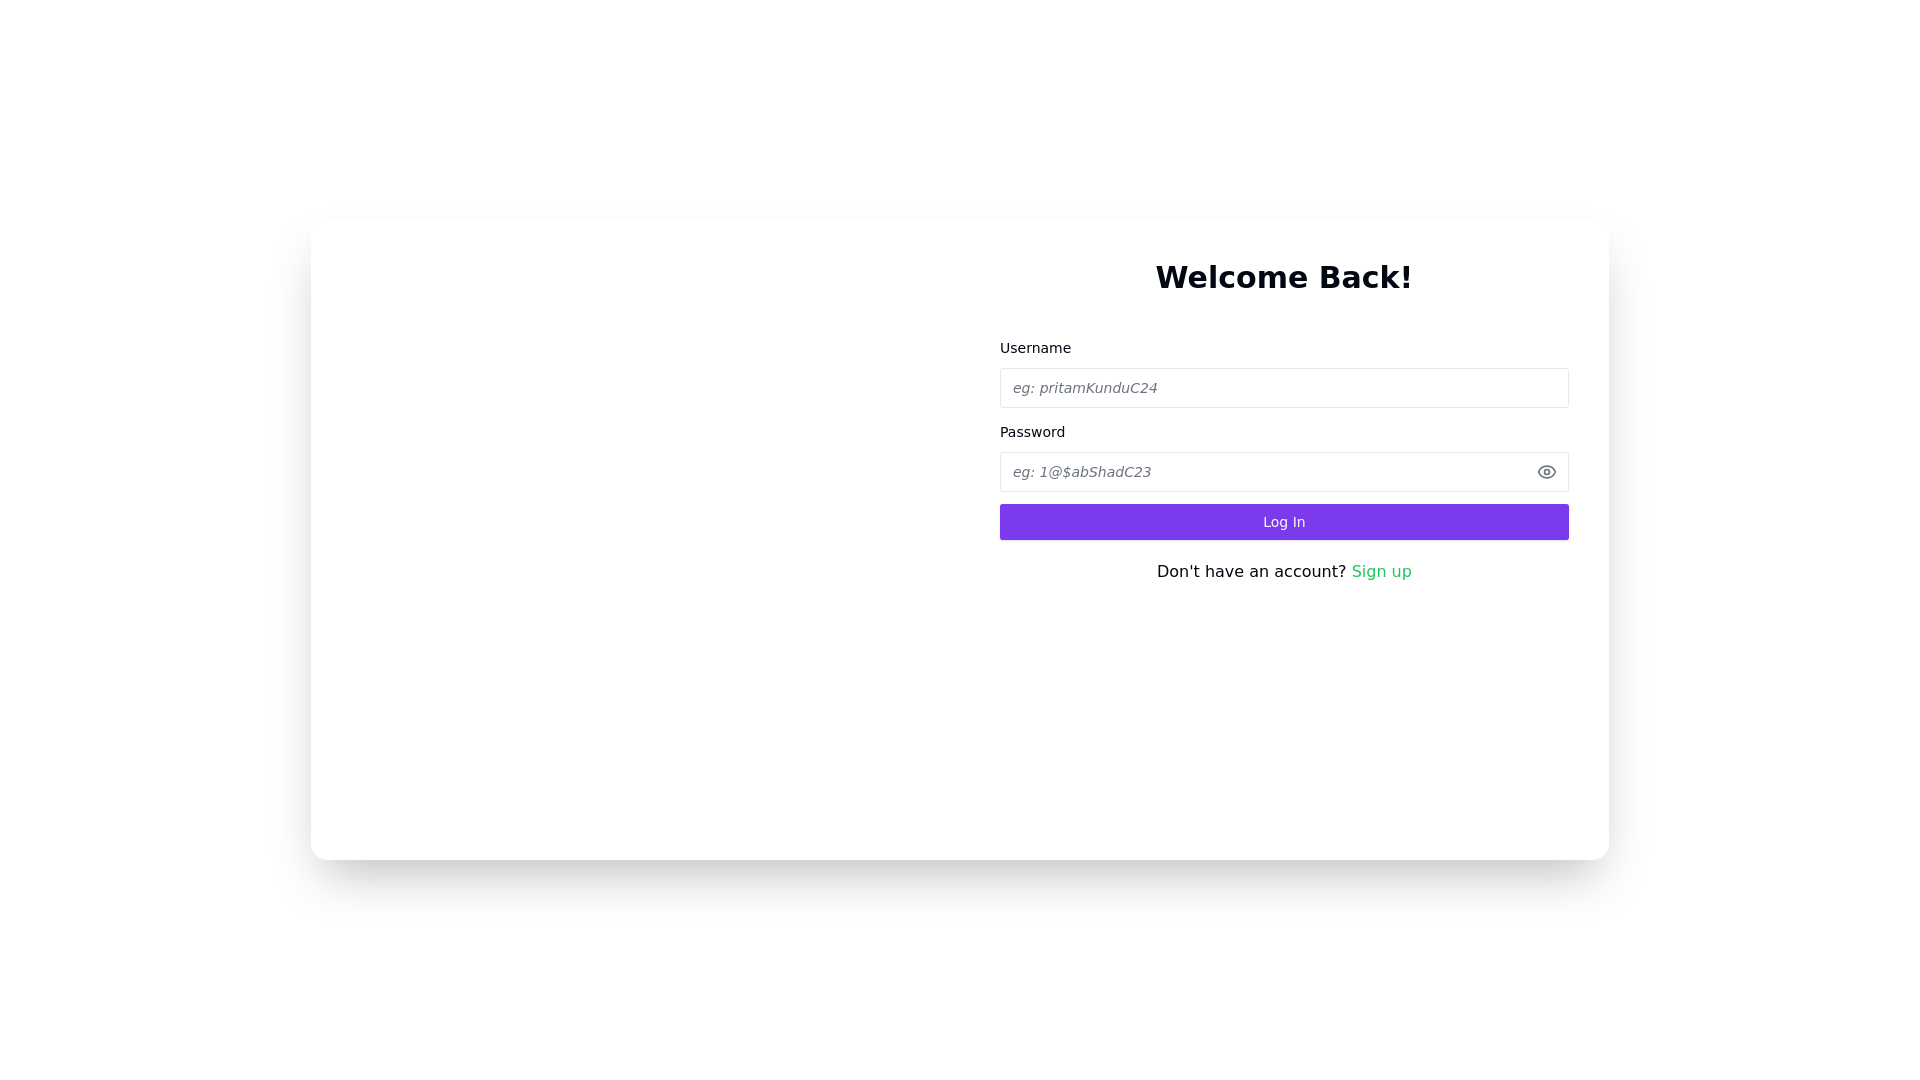 Welcome Back!
Username
eg: pritamKunduC24
Password
eg: 1@$abShadC23
Log In
Don't have an account? Sign up